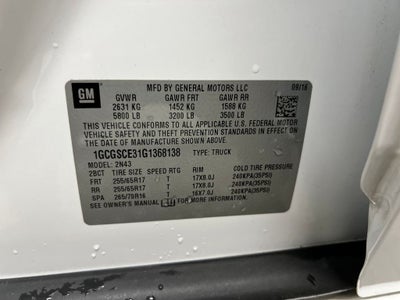 GM
MFD BY GENERAL MOTORS LLC
09/16
GVWR GAWR FRT GAWR RR
2631 KG 1452 KG 1588 KG
5800 LB 3200 LB 3500 LB
THIS VEHICLE CONFORMS TO ALL APPLICABLE
U.S. FEDERAL MOTOR VEHICLE SAFETY
AND THEFT PREVENTION STANDARDS IN EFFECT ON
THE DATE OF MANUFACTURE SHOWN ABOVE.
1GCGSCE31G1368138 TYPE: TRUCK
MODEL: 2N43
2BCT TIRE SIZE SPEED RTG RIM COLD TIRE PRESSURE
FRT 255/65R17 T 17X8.0J 240KPA(35PSI)
RR 255/65R17 T 17X8.0J 240KPA(35PSI)
SPA 265/70R16 T 16X7.0J 240KPA(35PSI)
SEE OWNER'S MANUAL FOR ADDITIONAL INFORMATION.